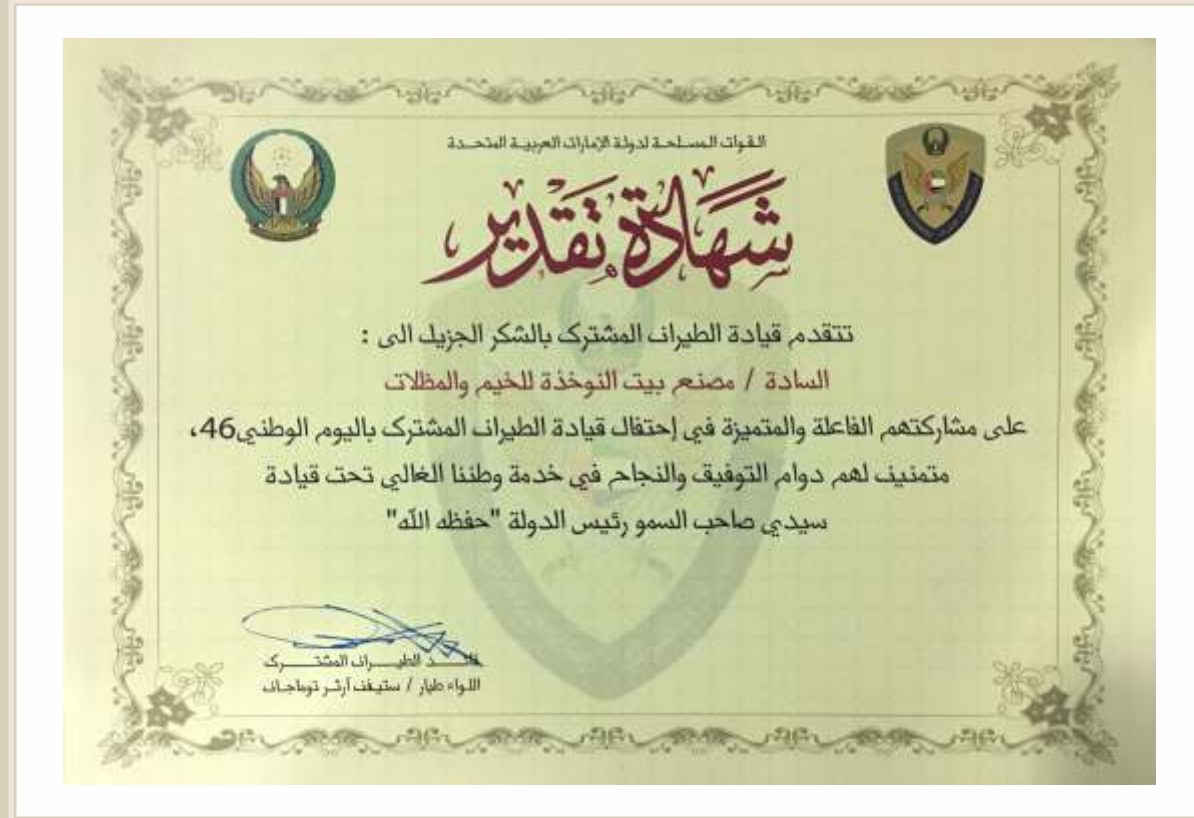 القوات المسلحة لدولة الإمارات العربية المتحدة
شهادة تقدير
تتقدم قيادة الطيران المشترك بالشكر الجزيل الى :
السادة / مصنع بيت النوخذة للخيم والمظلات
على مشاركتهم الفاعلة والمتميزة في إحتفال قيادة الطيران المشترك باليوم الوطني46،
متمنين لهم دوام التوفيق والنجاح في خدمة وطننا الغالي تحت قيادة
سيدي صاحب السمو رئيس الدولة "حفظه الله"
قائد الطيران المشترك
اللواء طيار / ستيفن آرثر توماجان